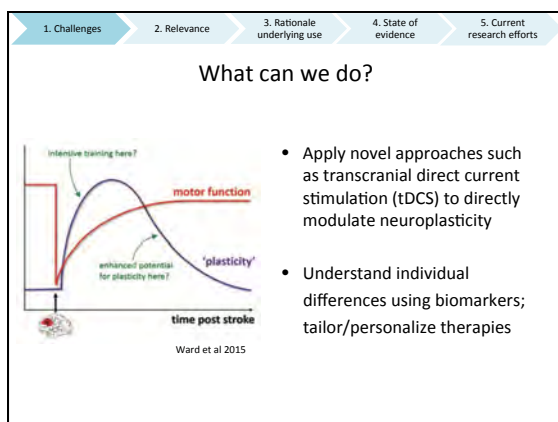 1. Challenges
2. Relevance
3. Rationale
underlying use
4. State of
evidence
5. Current
research efforts
What can we do?
intensive training here?
motor function
'plasticity'
enhanced potential
for plasticity here?
time post stroke
Ward et al 2015
• Apply novel approaches such
as transcranial direct current
stimulation (tDCS) to directly
modulate neuroplasticity
• Understand individual
differences using biomarkers;
tailor/personalize therapies